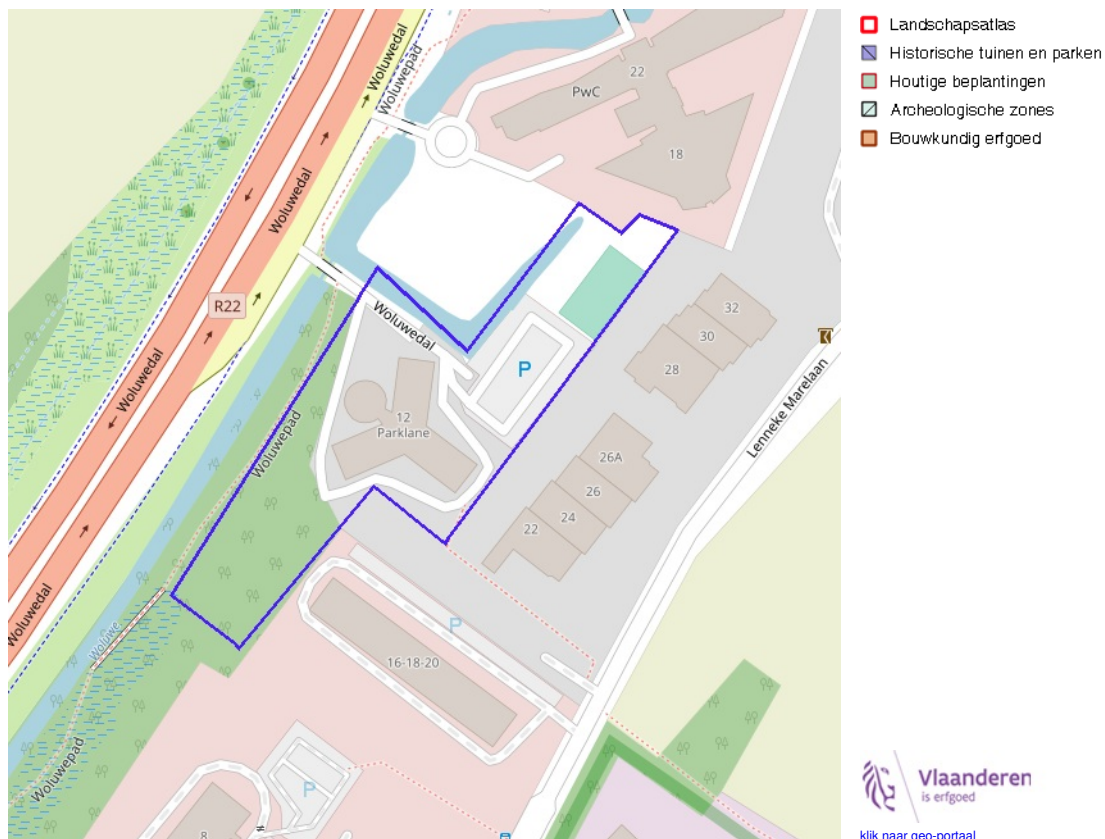 Woluwedal
Woluwepad
22
PwC
18
Woluwedal
Woluwedal
R22
Woluwedal
32
30
28
P
12
Parklane
Woluwepad
Lenneke Marelaan
26A
26
24
22
Woluwedal
P
Woluwe
16-18-20
Woluwepad
P
8
Landschapsatlas
Historische tuinen en parken
Houtige beplantingen
Archeologische zones
Bouwkundig erfgoed
Vlaanderen
is erfgoed
klik naar geo-portaal